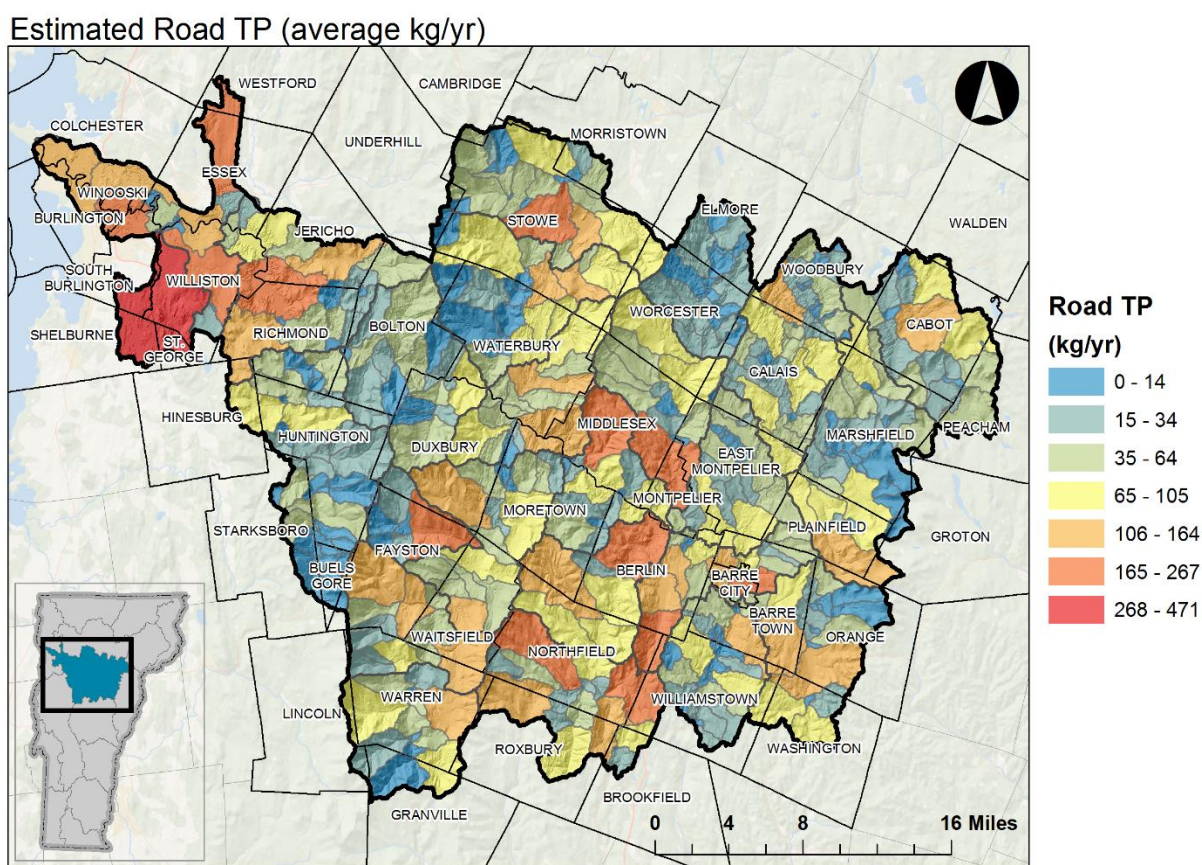 Estimated Road TP (average kg/yr)
WESTFORD
CAMBRIDGE
COLCHESTER
MORRISTOWN
UNDERHILL
ESSEX
WINOOSKI
ELMORE
BURLINGTON
STOWE
WALDEN
JERICHO
SOUTH
BURLINGTON
WOODBURY
WILLISTON
WORCESTER
CABOT
SHELBURNE
RICHMOND
BOLTON
ST.
GEORGE
WATERBURY
CALAIS
HINESBURG
MIDDLESEX
PEACHAM
HUNTINGTON
DUXBURY
MARSHFIELD
EAST
MONTPELIER
MONTPELIER
MORETOWN
STARKSBORO
PLAINFIELD
GROTON
FAYSTON
BUELS
GORE
BERLIN
BARRE
CITY
BARRE
TOWN
ORANGE
WAITSFIELD
NORTHFIELD
LINCOLN
WARREN
WILLIAMSTOWN
ROXBURY
WASHINGTON
BROOKFIELD
GRANVILLE
0 4 8 16 Miles
Road TP
(kg/yr)
0 - 14
15 - 34
35 - 64
65 - 105
106 - 164
165 - 267
268 - 471